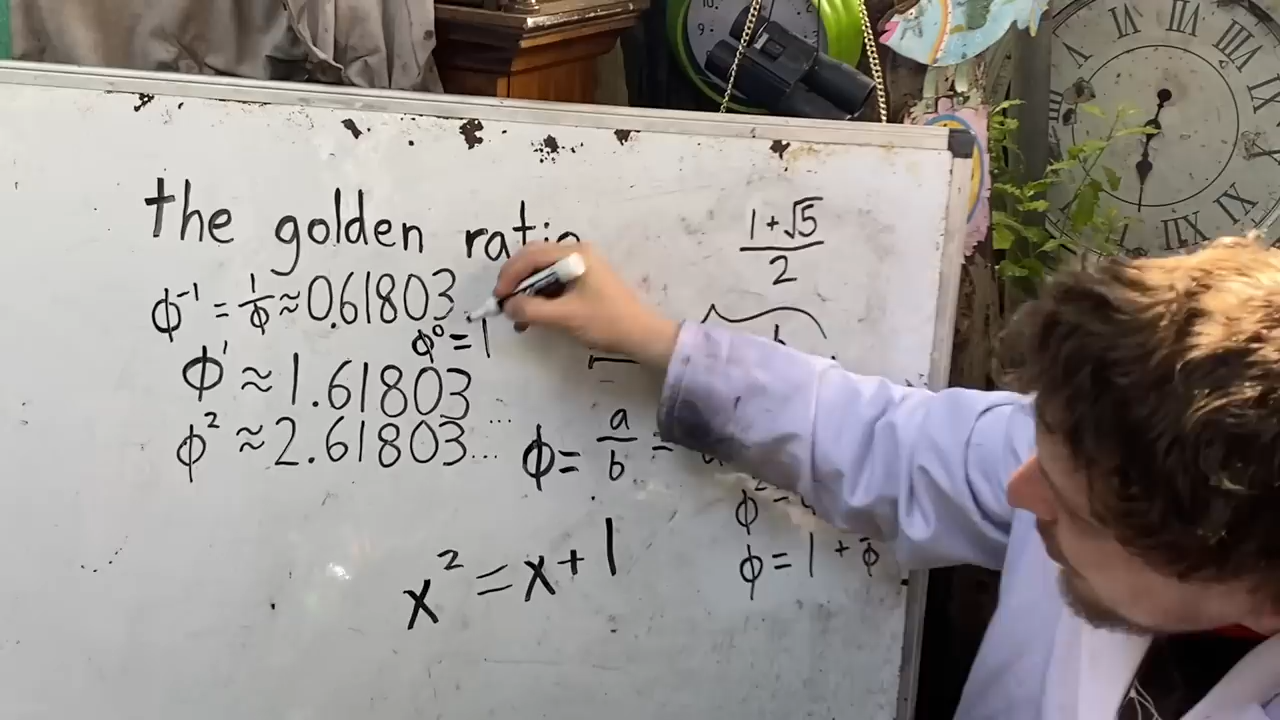 the golden ratio
1+√5
2
ϕ⁻¹ = 1/ϕ ≈ 0.61803
ϕ⁰ = 1
ϕ¹ ≈ 1.61803...
ϕ² ≈ 2.61803...
ϕ = a/b =
ϕ²
ϕ = 1 + ϕ
x² = x + 1